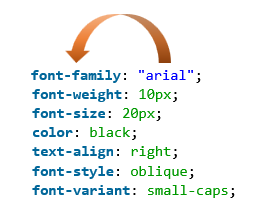 font-family: "arial";
font-weight: 10px;
font-size: 20px;
color: black;
text-align: right;
font-style: oblique;
font-variant: small-caps;